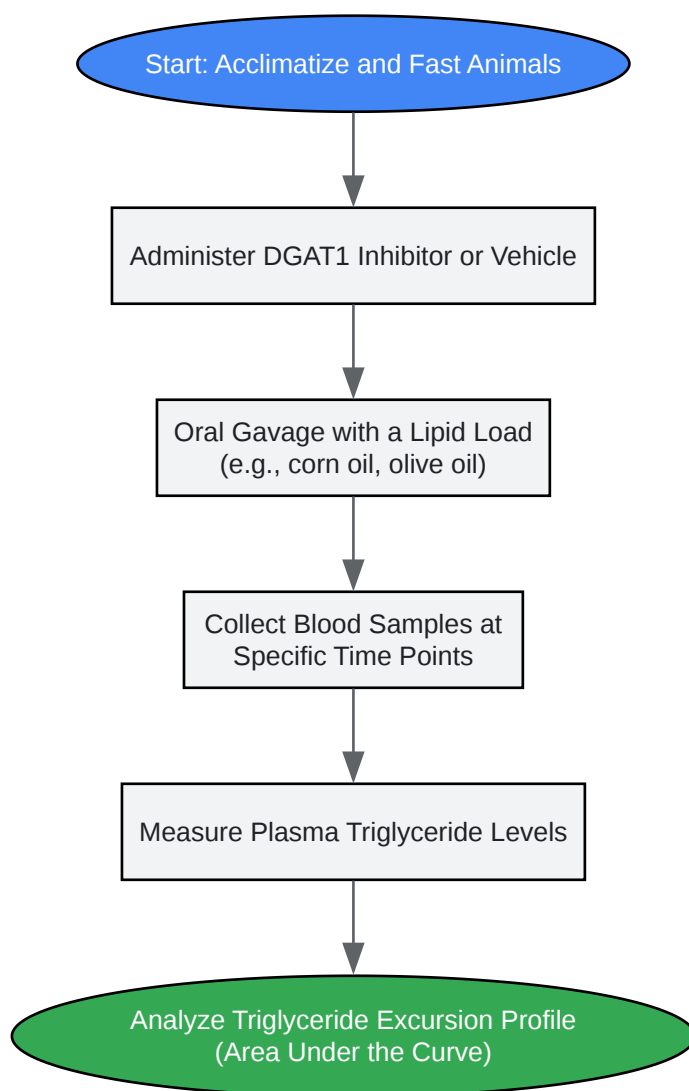 Start: Acclimatize and Fast Animals
Administer DGAT1 Inhibitor or Vehicle
Oral Gavage with a Lipid Load
(e.g., corn oil, olive oil)
Collect Blood Samples at
Specific Time Points
Measure Plasma Triglyceride Levels
Analyze Triglyceride Excursion Profile
(Area Under the Curve)